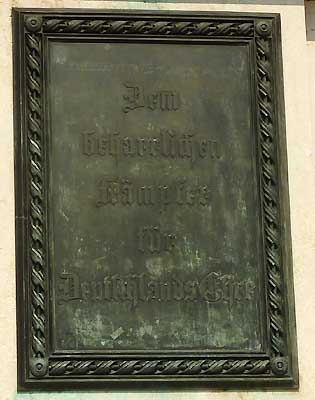 Dem
beharrlichen
Kämpfer
für
Deutschlands Ehre